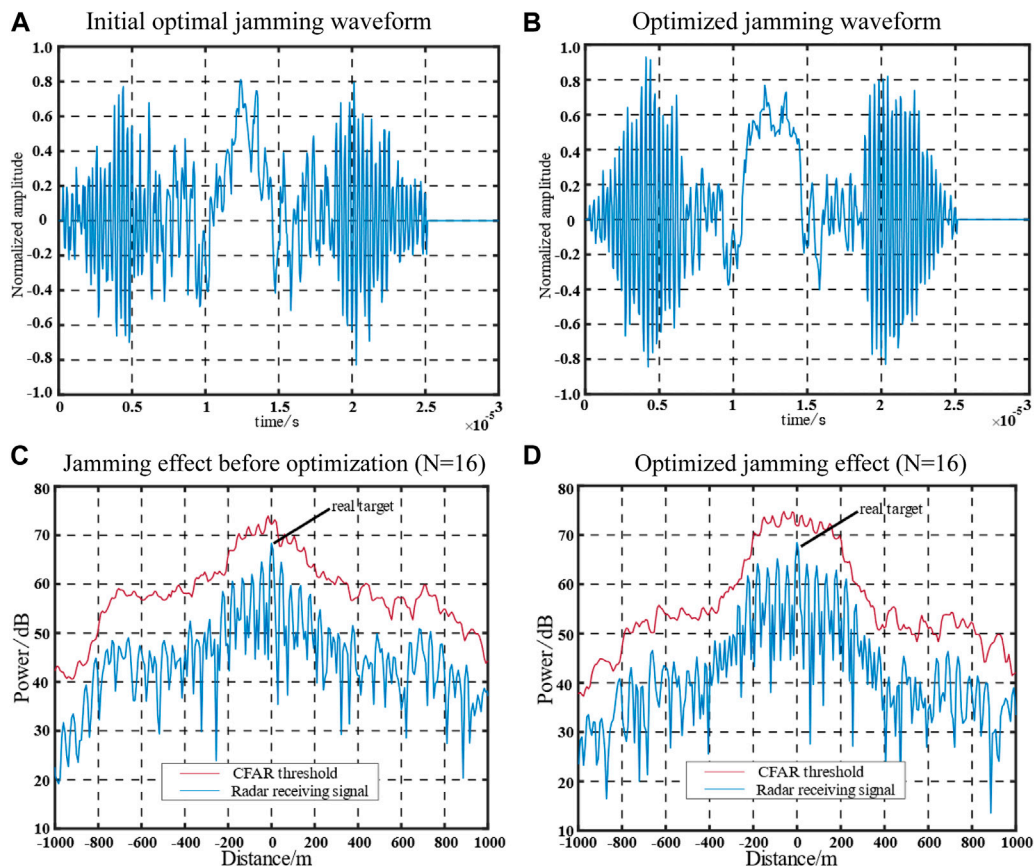 A Initial optimal jamming waveform
1.0
0.8
0.6
0.4
0.2
0
-0.2
-0.4
-0.6
-0.8
-1.0
Normalized amplitude
0 0.5 1 1.5 2 2.5 3
time/s
×10⁻⁵
B Optimized jamming waveform
1.0
0.8
0.6
0.4
0.2
0
-0.2
-0.4
-0.6
-0.8
-1.0
Normalized amplitude
0 0.5 1 1.5 2 2.5 3
time/s
×10⁻⁵
C Jamming effect before optimization (N=16)
80
70
60
50
40
30
20
10
Power/dB
real target
CFAR threshold
Radar receiving signal
-1000 -800 -600 -400 -200 0 200 400 600 800 1000
Distance/m
D Optimized jamming effect (N=16)
80
70
60
50
40
30
20
10
Power/dB
real target
CFAR threshold
Radar receiving signal
-1000 -800 -600 -400 -200 0 200 400 600 800 1000
Distance/m